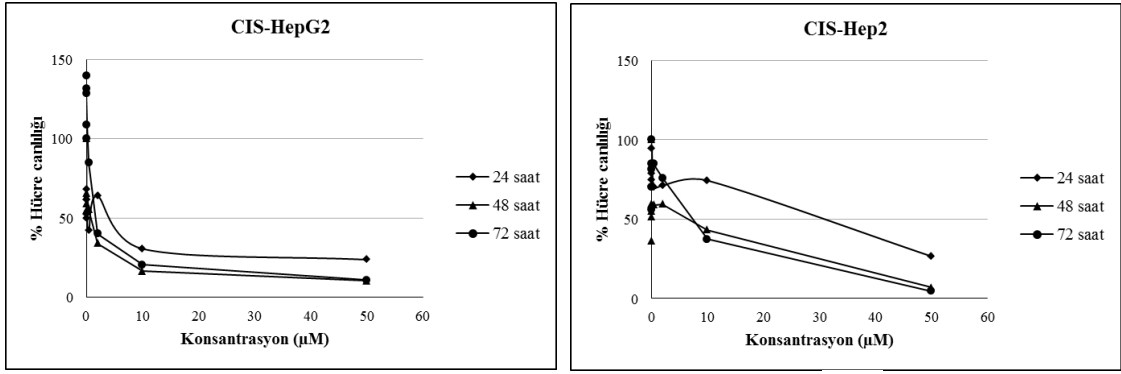 CIS-HepG2
150
100
50
0
% Hücre canlılığı
0 10 20 30 40 50 60
Konsantrasyon (µM)
24 saat
48 saat
72 saat
CIS-Hep2
150
100
50
0
% Hücre canlılığı
0 10 20 30 40 50 60
Konsantrasyon (µM)
24 saat
48 saat
72 saat